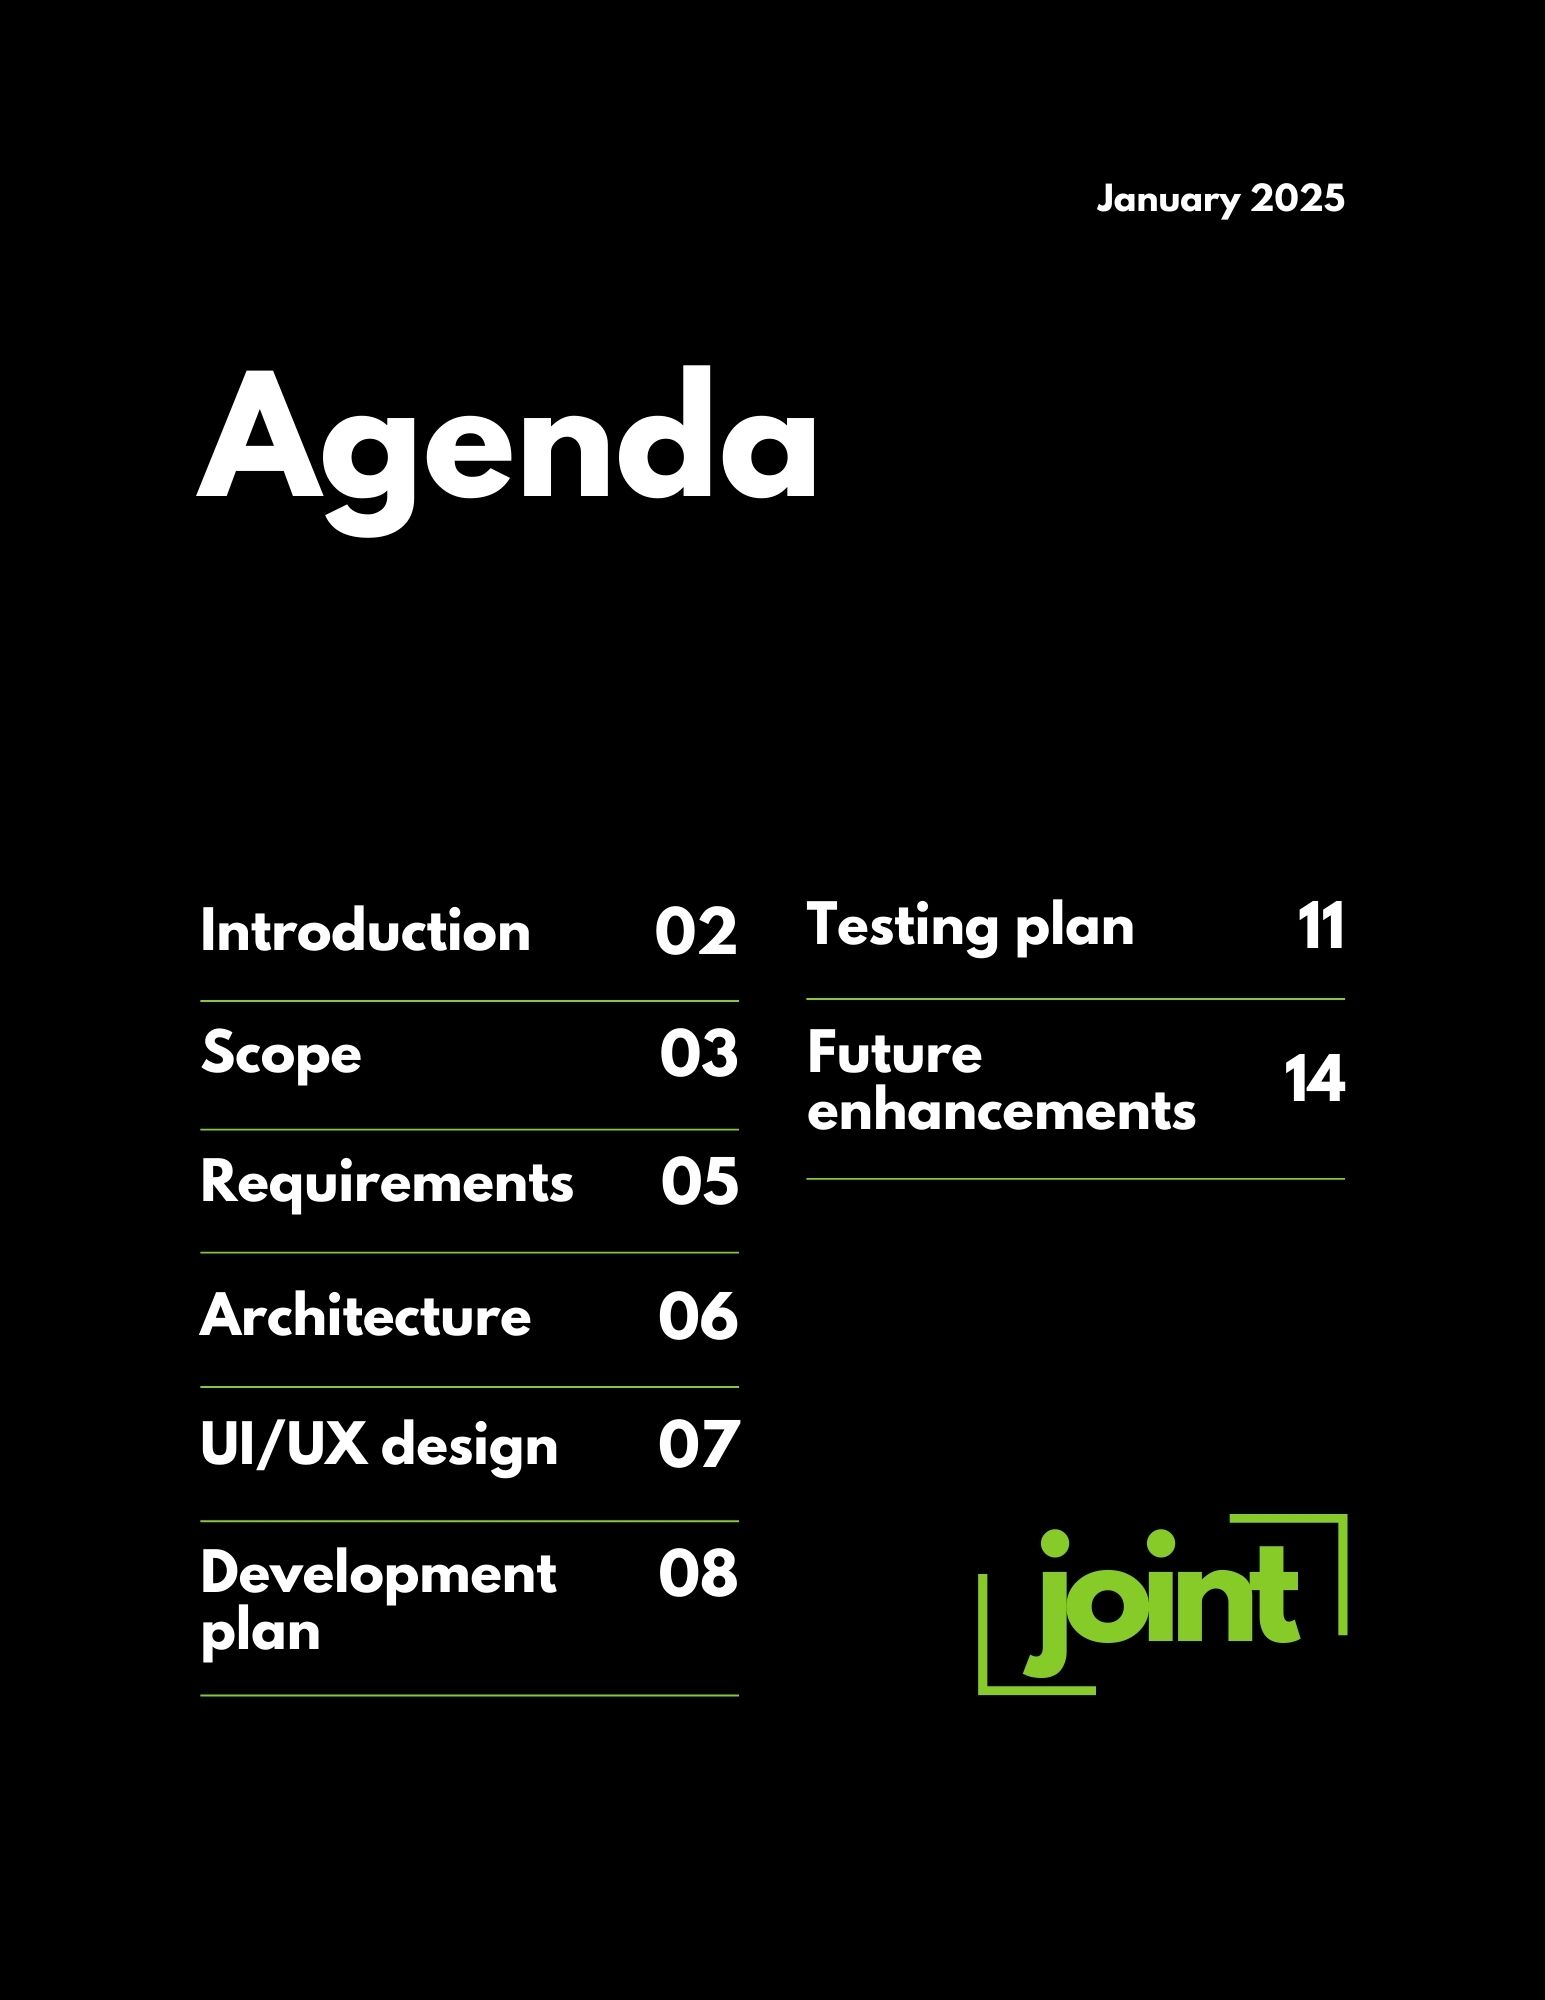 January 2025
Agenda
Introduction 02
Scope 03
Requirements 05
Architecture 06
UI/UX design 07
Development 08
plan
Testing plan 11
Future
enhancements 14
joint